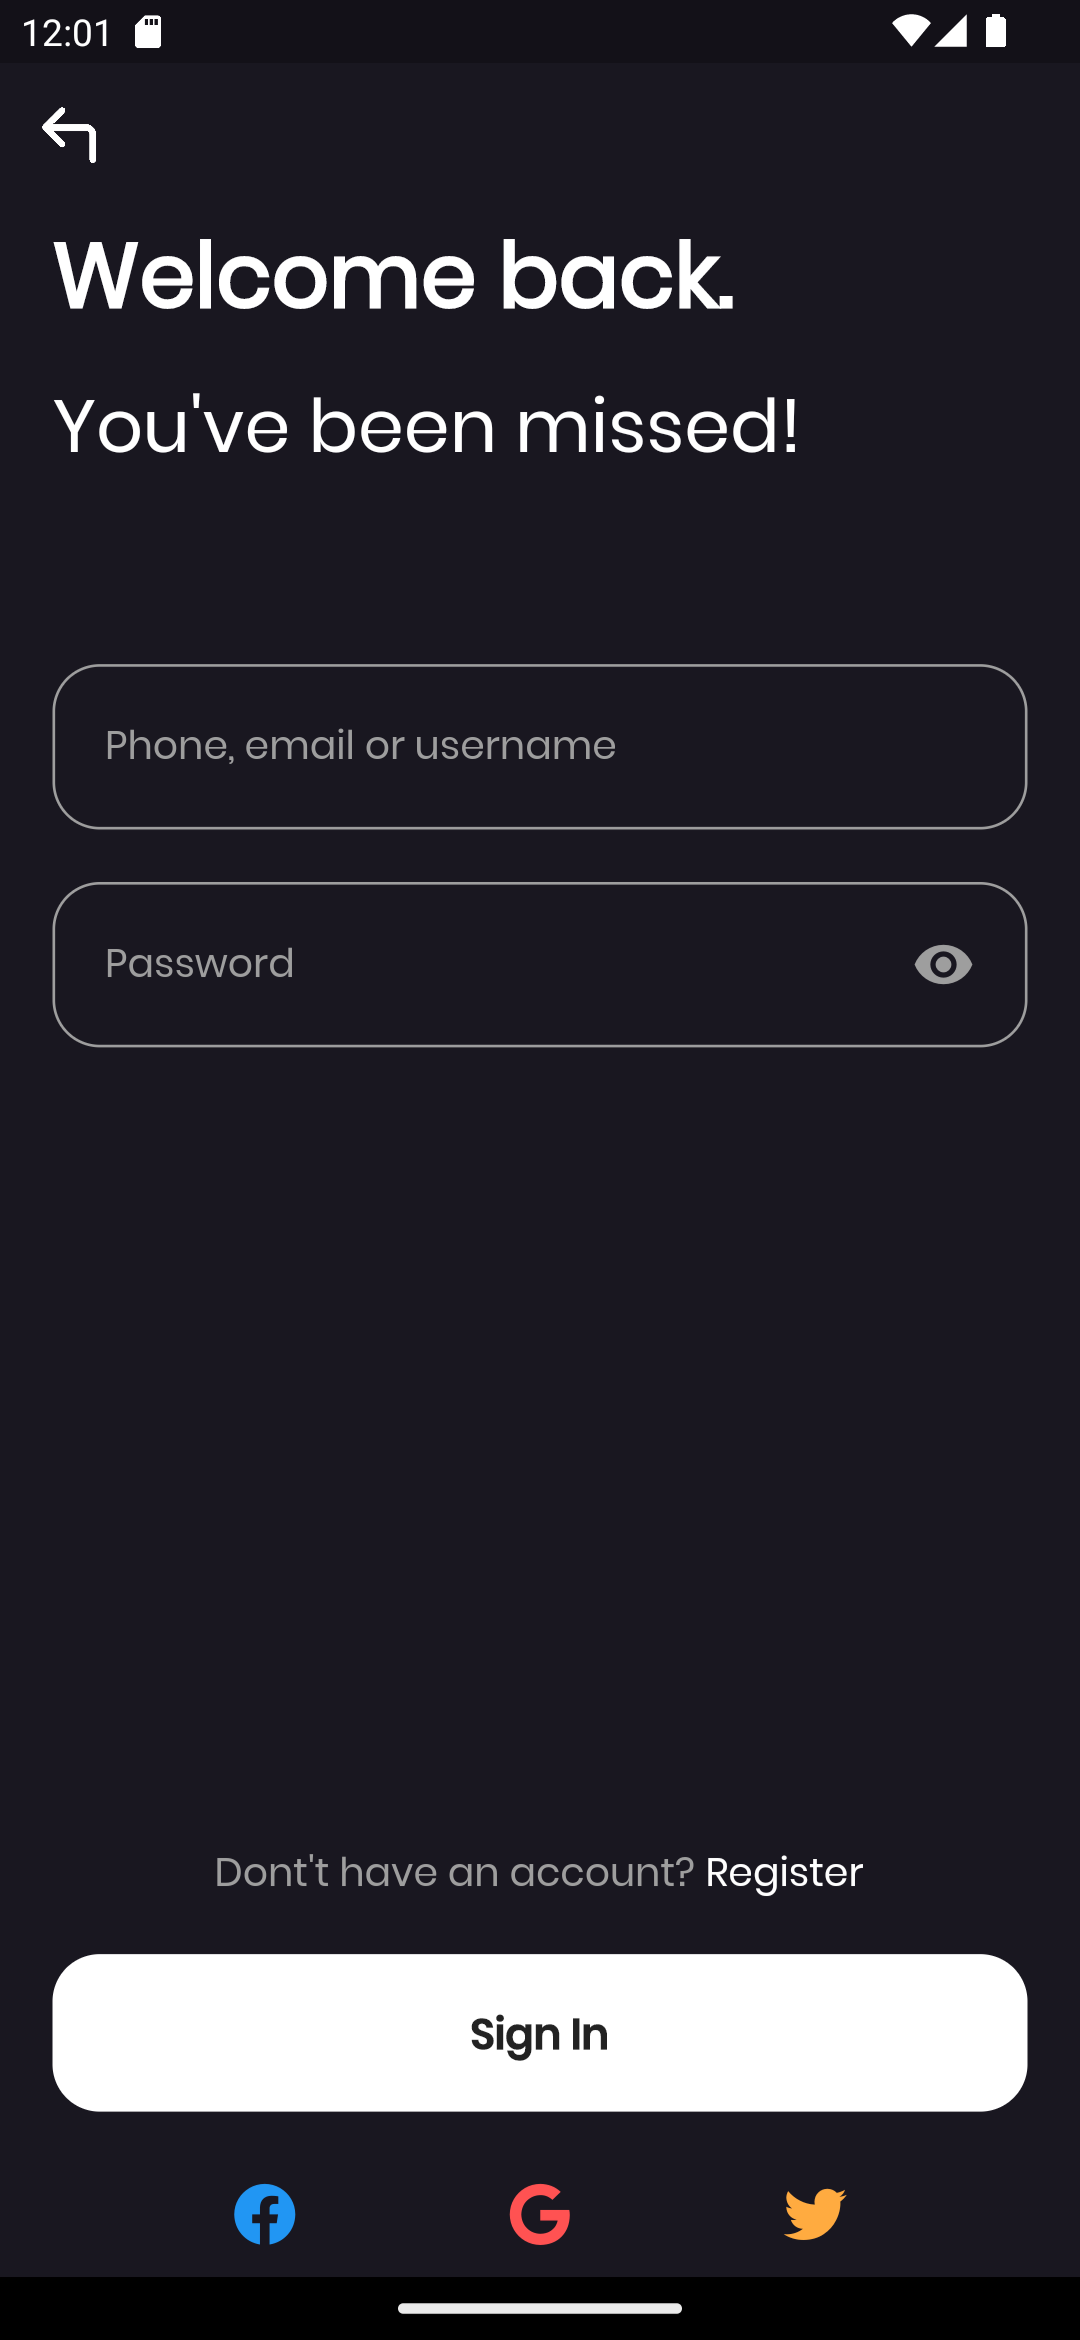 12:01
Welcome back.
You've been missed!
Phone, email or username
Password
Dont't have an account? Register
Sign In